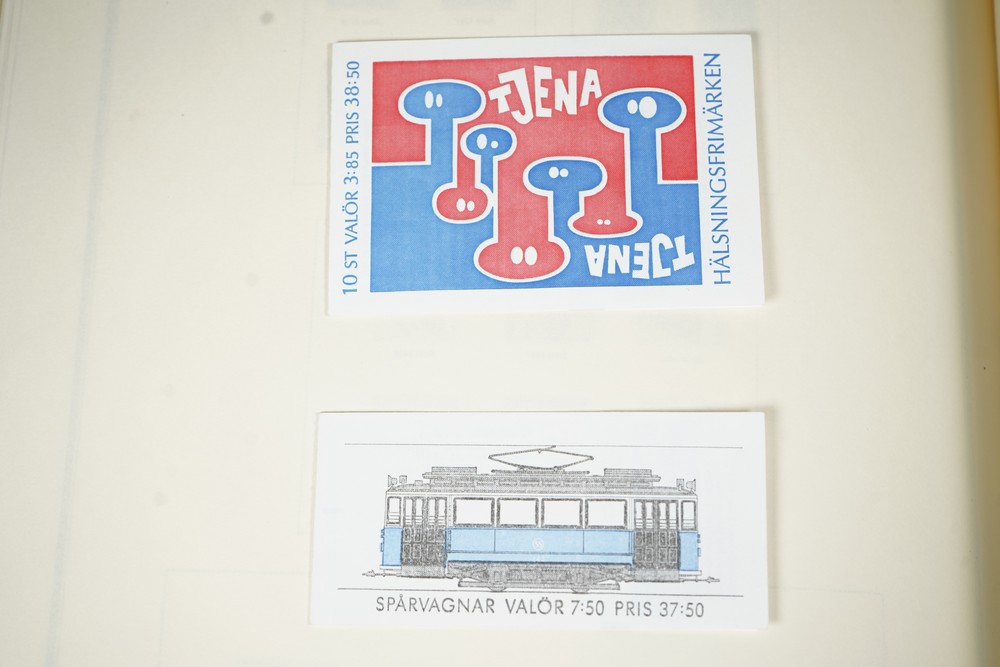 10 ST VALÖR 3:85 PRIS 38:50
TJENA
TJENA
HÄLSNINGSFRIMÄRKEN
SPÅRVAGNAR VALÖR 7:50 PRIS 37:50